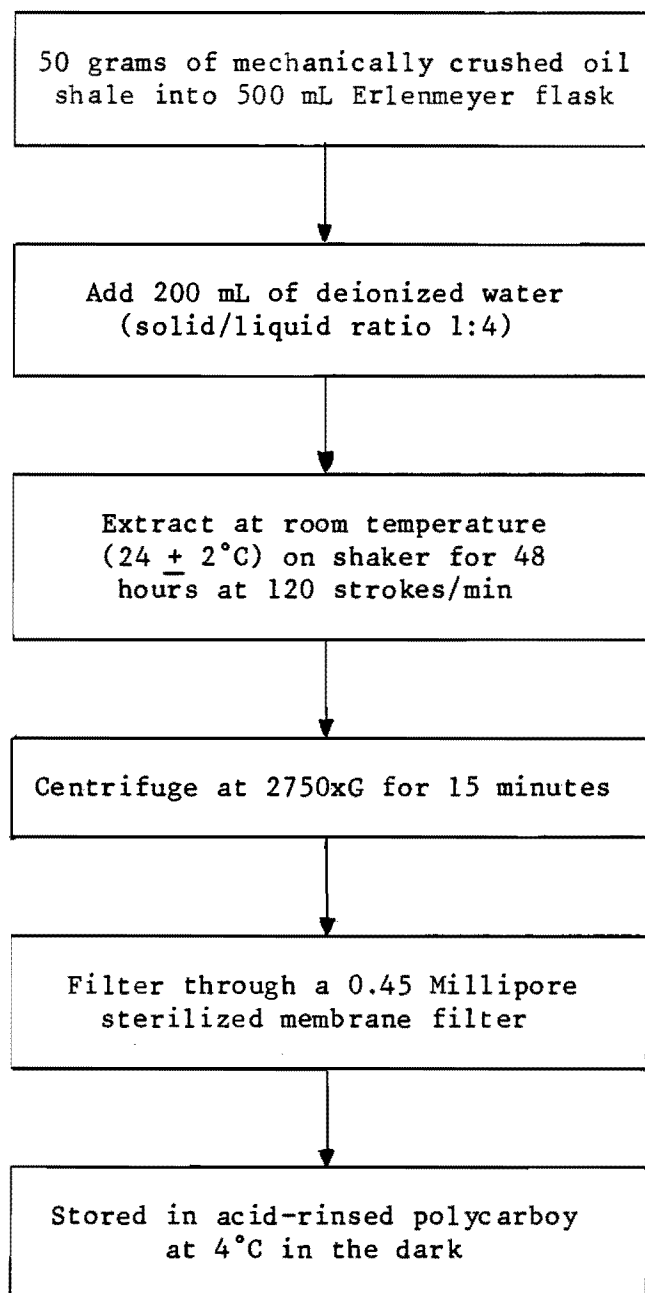 50 grams of mechanically crushed oil
shale into 500 mL Erlenmeyer flask
Add 200 mL of deionized water
(solid/liquid ratio 1:4)
Extract at room temperature
(24 ± 2°C) on shaker for 48
hours at 120 strokes/min
Centrifuge at 2750xG for 15 minutes
Filter through a 0.45 Millipore
sterilized membrane filter
Stored in acid-rinsed polycarboy
at 4°C in the dark